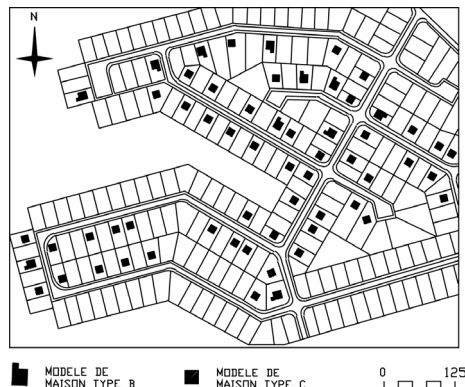 N
MODELE DE
MAISON TYPE B
MODELE DE
MAISON TYPE C
0
125